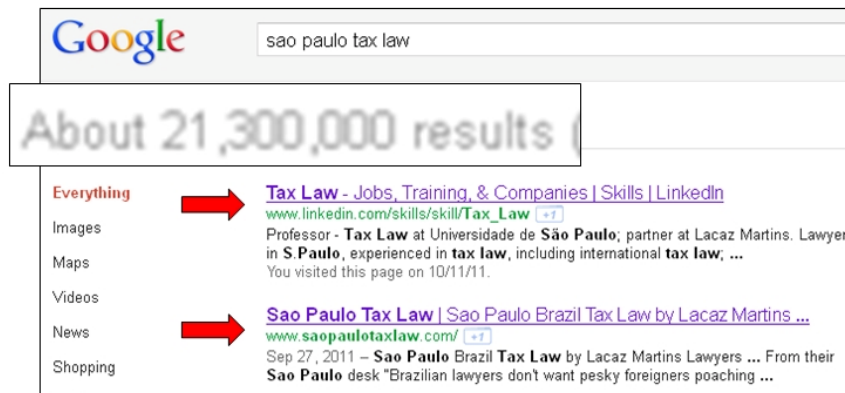 Google
sao paulo tax law
About 21,300,000 results (
Everything
Images
Maps
Videos
News
Shopping
Tax Law - Jobs, Training, & Companies | Skills | LinkedIn
www.linkedin.com/skills/skill/Tax_Law +1
Professor - Tax Law at Universidade de São Paulo; partner at Lacaz Martins. Lawyer
in S.Paulo, experienced in tax law, including international tax law; ...
You visited this page on 10/11/11.
Sao Paulo Tax Law | Sao Paulo Brazil Tax Law by Lacaz Martins ...
www.saopaulotaxlaw.com/ +1
Sep 27, 2011 – Sao Paulo Brazil Tax Law by Lacaz Martins Lawyers ... From their
Sao Paulo desk "Brazilian lawyers don't want pesky foreigners poaching ...